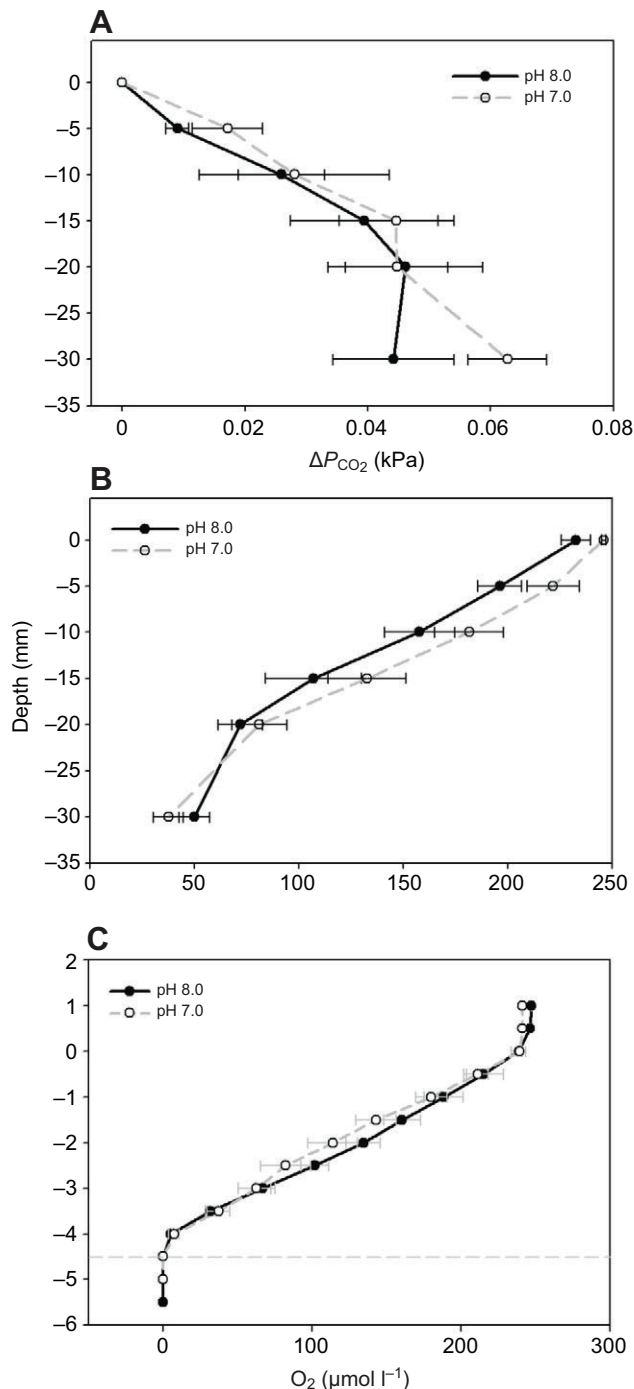 A
pH 8.0
pH 7.0
0
–5
–10
–15
–20
–25
–30
–35
0 0.02 0.04 0.06 0.08
ΔPCO2 (kPa)
B
pH 8.0
pH 7.0
Depth (mm)
0
–5
–10
–15
–20
–25
–30
–35
0 50 100 150 200 250
C
pH 8.0
pH 7.0
2
1
0
–1
–2
–3
–4
–5
–6
0 100 200 300
O2 (μmol l–1)